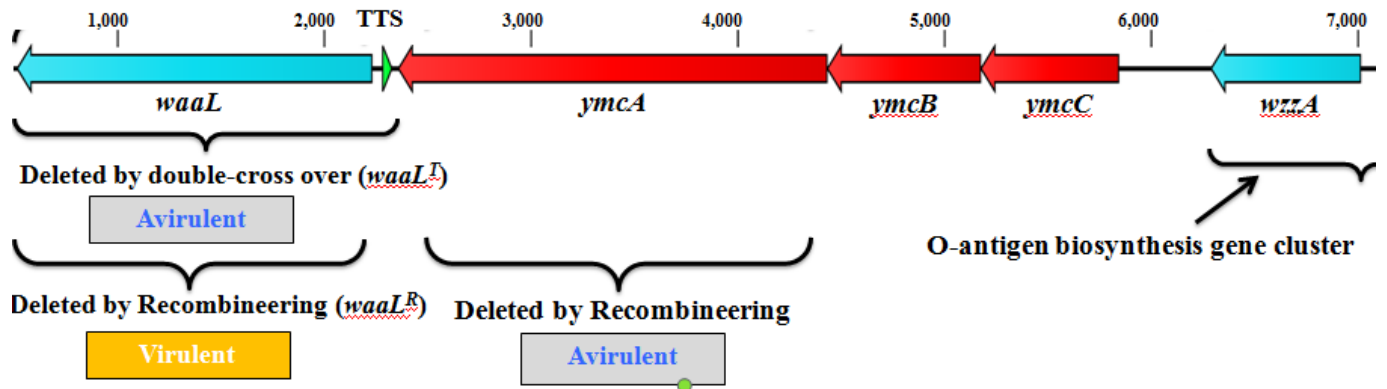 1,000 2,000 TTS 3,000 4,000 5,000 6,000 7,000
waaL ymcA ymcB ymcC wzzA
Deleted by double-cross over (waaL^T)
Avirulent
O-antigen biosynthesis gene cluster
Deleted by Recombineering (waaL^R) Deleted by Recombineering
Virulent Avirulent